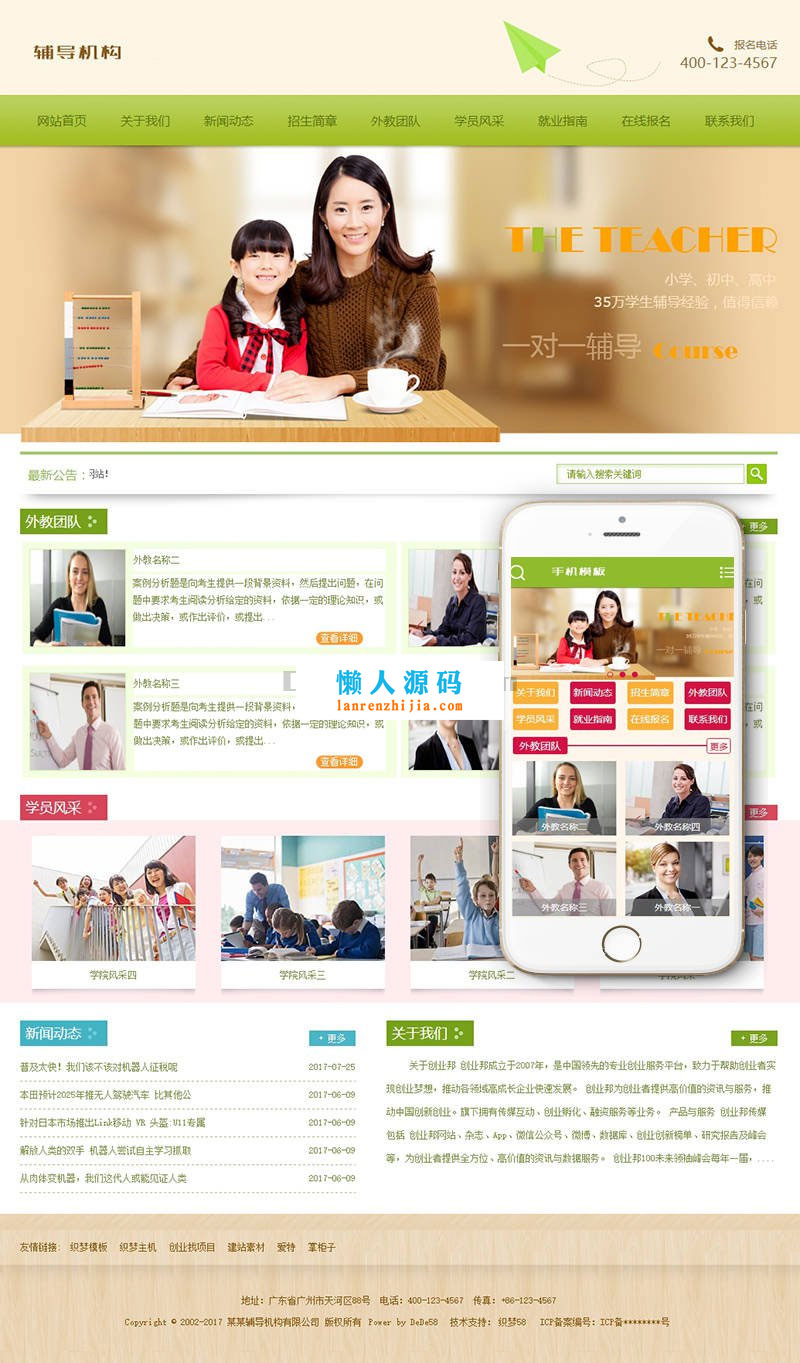 辅导机构
报名电话
400-123-4567
网站首页 关于我们 新闻动态 招生简章 外教团队 学员风采 就业指南 在线报名 联系我们
THE TEACHER
小学、初中、高中
35万学生辅导经验，值得信赖
一对一辅导 Course
最新公告：
请输入搜索关键词
外教团队
+ 更多
外教名称二
案例分析题是向考生提供一段背景资料，然后提出问题，在问
题中要求考生阅读分析给定的资料，依据一定的理论知识，或
做出决策，或作出评价，或提出...
查看详细
外教名称三
案例分析题是向考生提供一段背景资料，然后提出问题，在问
题中要求考生阅读分析给定的资料，依据一定的理论知识，或
做出决策，或作出评价，或提出...
查看详细
懒人源码
lanrenzhijia.com
手机模板
THE TEACHER
一对一辅导
关于我们 新闻动态 招生简章 外教团队
学员风采 就业指南 在线报名 联系我们
外教团队
更多
外教名称二 外教名称四
外教名称三 外教名称一
学员风采
更多
学院风采四 学院风采三 学院风采二
新闻动态
+ 更多
普及太快！我们该不该对机器人征税呢 2017-07-25
本田预计2025年推无人驾驶汽车 比其他公 2017-06-09
针对日本市场推出Link移动 VR 头盔:U11专属 2017-06-09
解放人类的双手 机器人尝试自主学习抓取 2017-06-09
从肉体变机器，我们这代人或能见证人类 2017-06-09
关于我们
+ 更多
关于创业邦 创业邦成立于2007年，是中国领先的专业创业服务平台，致力于帮助创业者实
现创业梦想，推动各领域高成长企业快速发展。 创业邦为创业者提供高价值的资讯与服务，推
动中国创新创业。旗下拥有传媒互动、创业孵化、融资服务等业务。 产品与服务 创业邦传媒
包括 创业邦网站、杂志、App、微信公众号、微博、数据库、创业创新榜单、研究报告及峰会
等，为创业者提供全方位、高价值的资讯与数据服务。 创业邦100未来领袖峰会每年一届，....
友情链接: 织梦模板 织梦主机 创业找项目 建站素材 爱特 掌柜子
地址：广东省广州市天河区88号 电话：400-123-4567 传真：+86-123-4567
Copyright © 2002-2017 某某辅导机构有限公司 版权所有 Power by DeDe58 技术支持：织梦58 ICP备案编号：ICP备********号